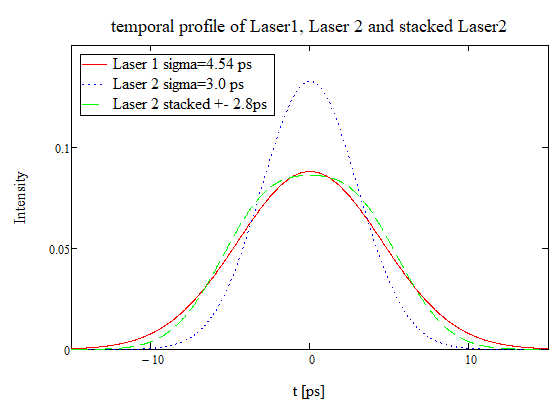 temporal profile of Laser1, Laser 2 and stacked Laser2
Laser 1 sigma=4.54 ps
Laser 2 sigma=3.0 ps
Laser 2 stacked +- 2.8ps
0.1
Intensity
0.05
0
−10
0
10
t [ps]